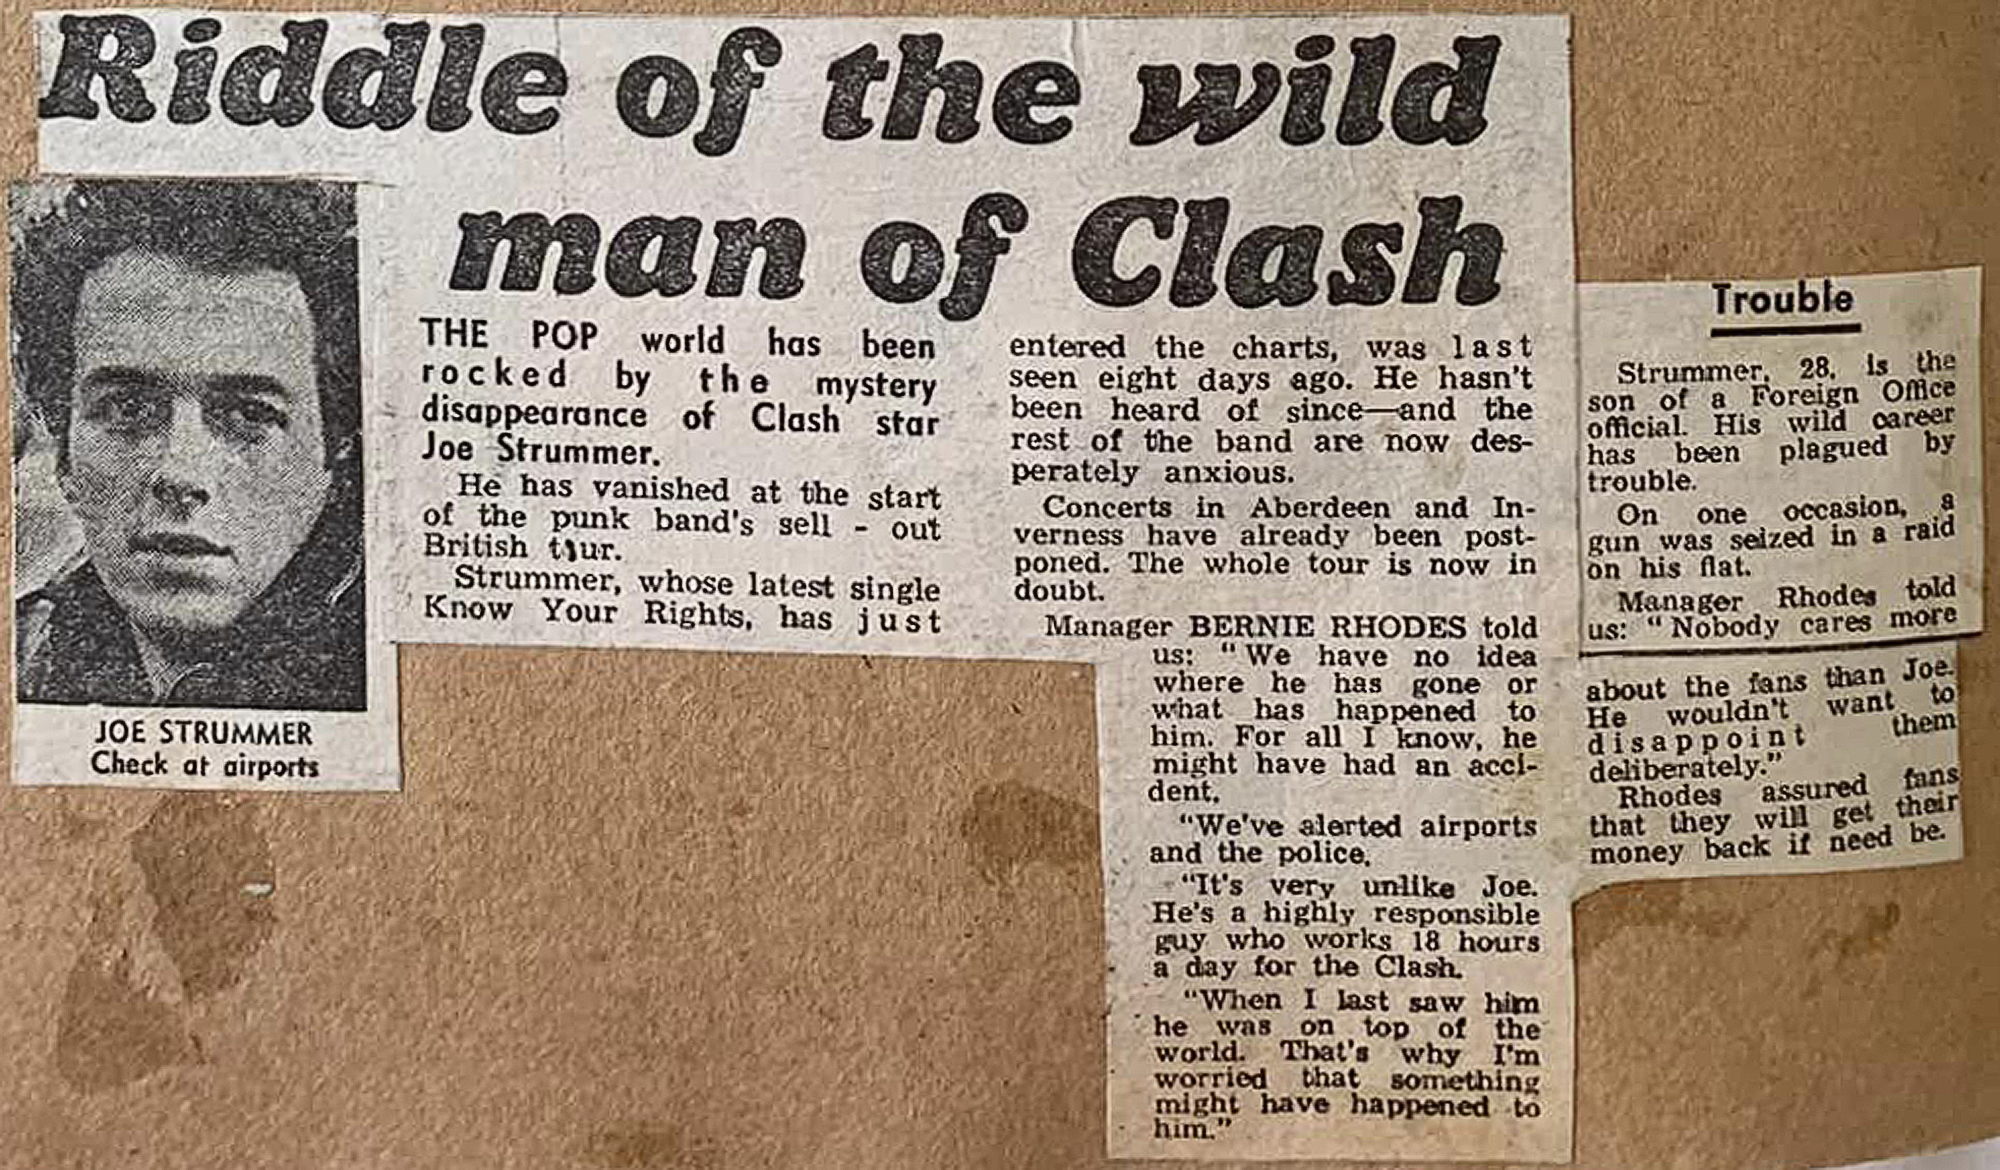 Riddle of the wild
man of Clash
JOE STRUMMER
Check at airports
THE POP world has been
rocked by the mystery
disappearance of Clash star
Joe Strummer.
He has vanished at the start
of the punk band's sell - out
British tour.
Strummer, whose latest single
Know Your Rights, has just
entered the charts, was last
seen eight days ago. He hasn't
been heard of since—and the
rest of the band are now des-
perately anxious.
Concerts in Aberdeen and In-
verness have already been post-
poned. The whole tour is now in
doubt.
Manager BERNIE RHODES told
us: "We have no idea
where he has gone or
what has happened to
him. For all I know, he
might have had an acci-
dent.
"We've alerted airports
and the police.
"It's very unlike Joe.
He's a highly responsible
guy who works 18 hours
a day for the Clash.
"When I last saw him
he was on top of the
world. That's why I'm
worried that something
might have happened to
him."
Trouble
Strummer, 28, is the
son of a Foreign Office
official. His wild career
has been plagued by
trouble.
On one occasion, a
gun was seized in a raid
on his flat.
Manager Rhodes told
us: "Nobody cares more
about the fans than Joe.
He wouldn't want to
disappoint them
deliberately."
Rhodes assured fans
that they will get their
money back if need be.